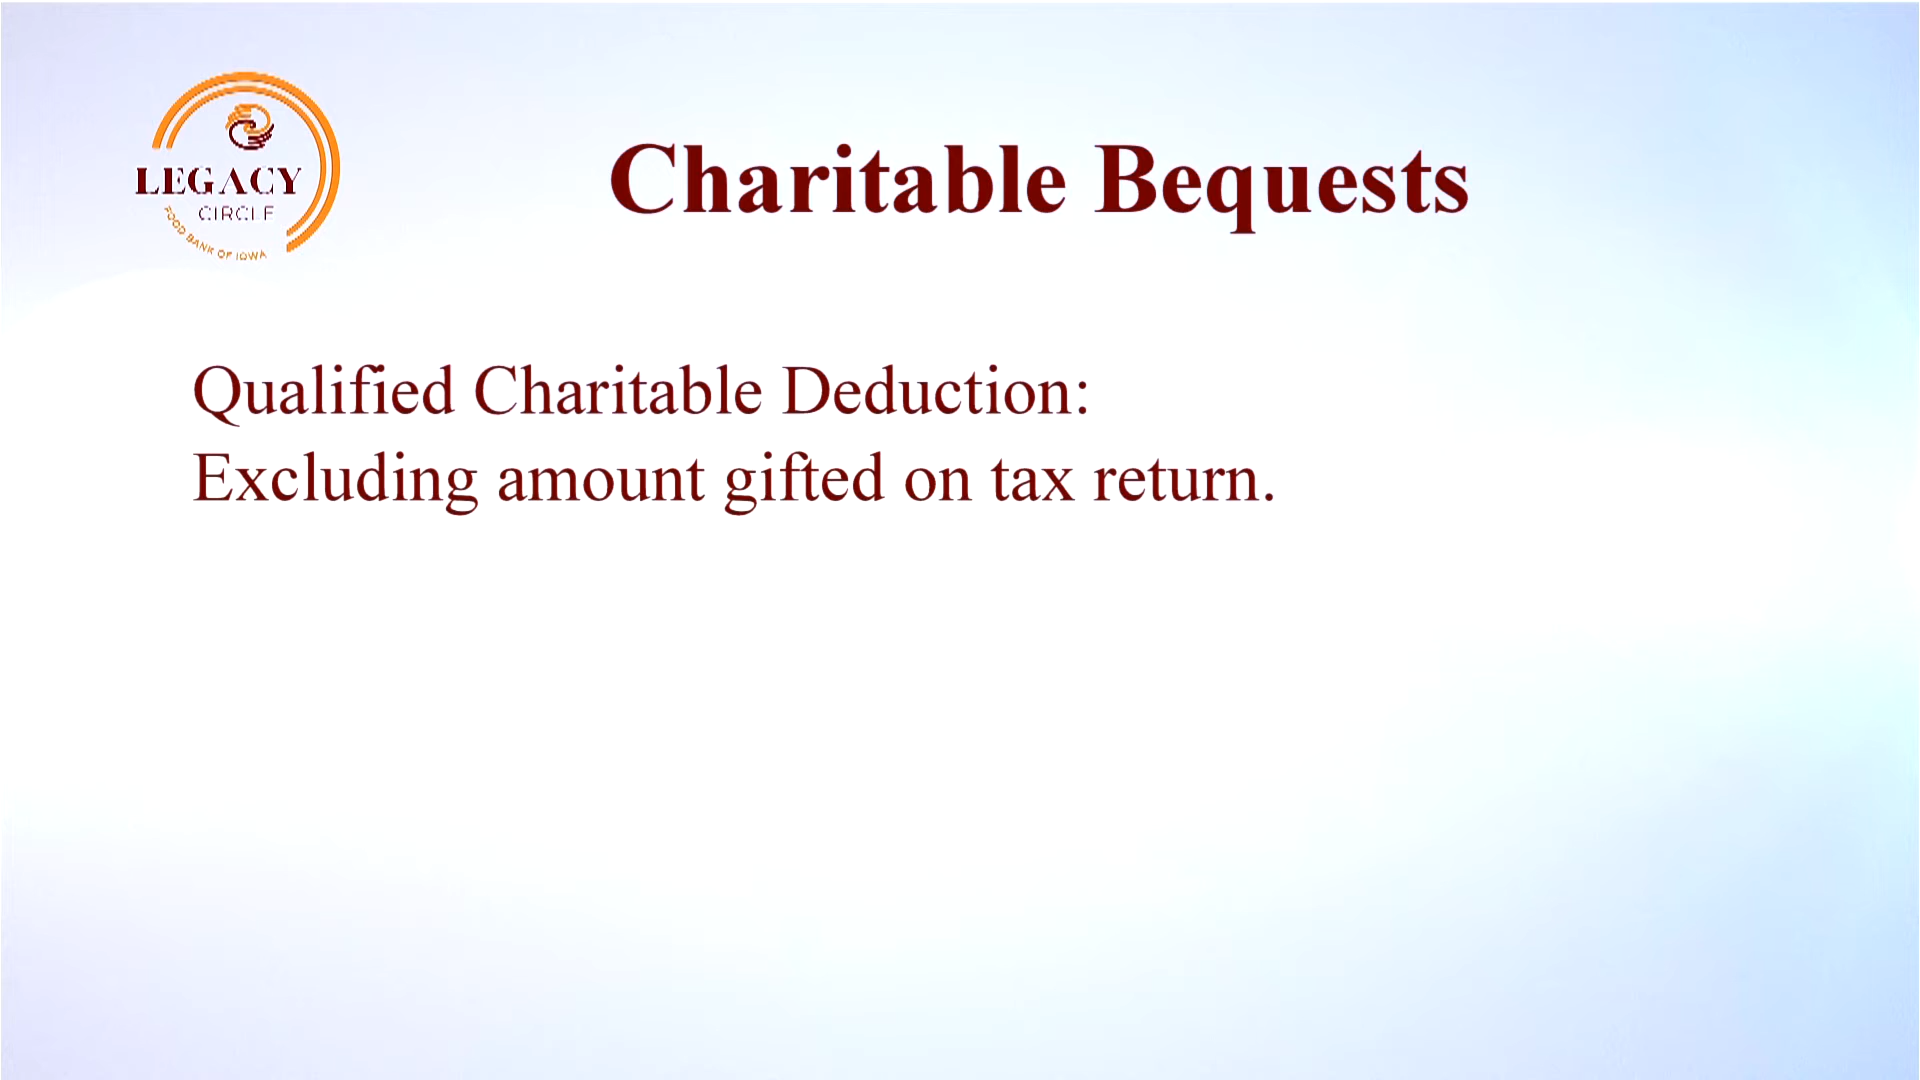 LEGACY
CIRCLE
FOOD BANK OF IOWA
Charitable Bequests
Qualified Charitable Deduction:
Excluding amount gifted on tax return.